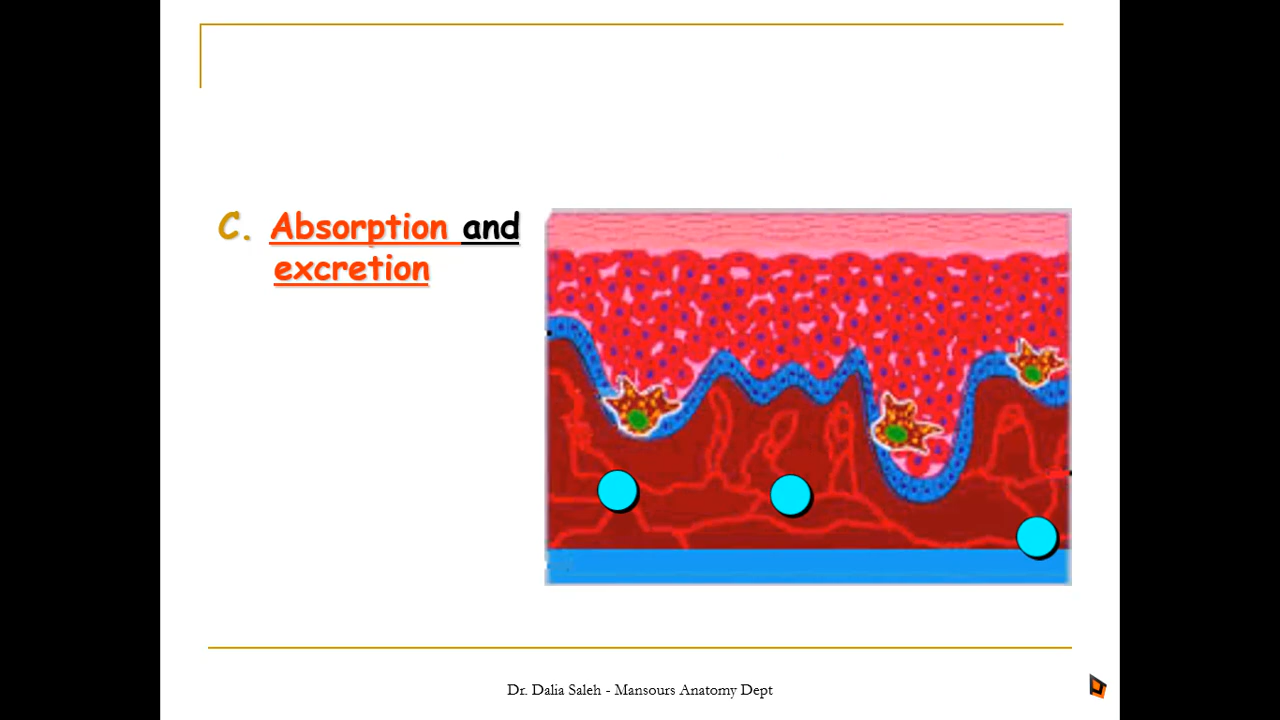 C. Absorption and
excretion
Dr. Dalia Saleh - Mansours Anatomy Dept